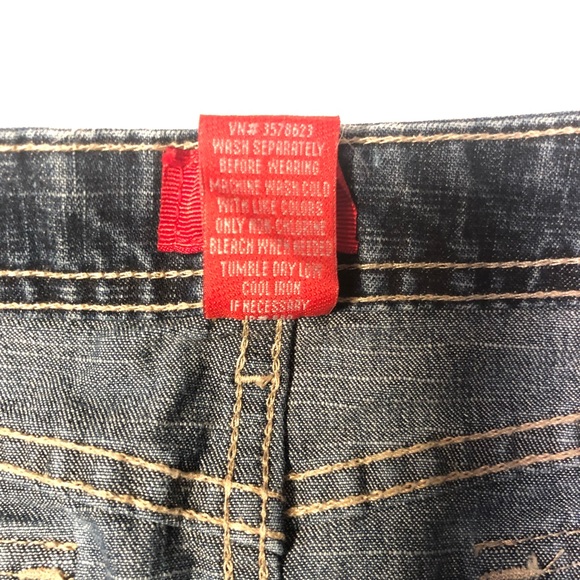 VN# 3578623
WASH SEPARATELY
BEFORE WEARING
MACHINE WASH COLD
WITH LIKE COLORS
ONLY NON-CHLORINE
BLEACH WHEN NEEDED
TUMBLE DRY LOW
COOL IRON
IF NECESSARY